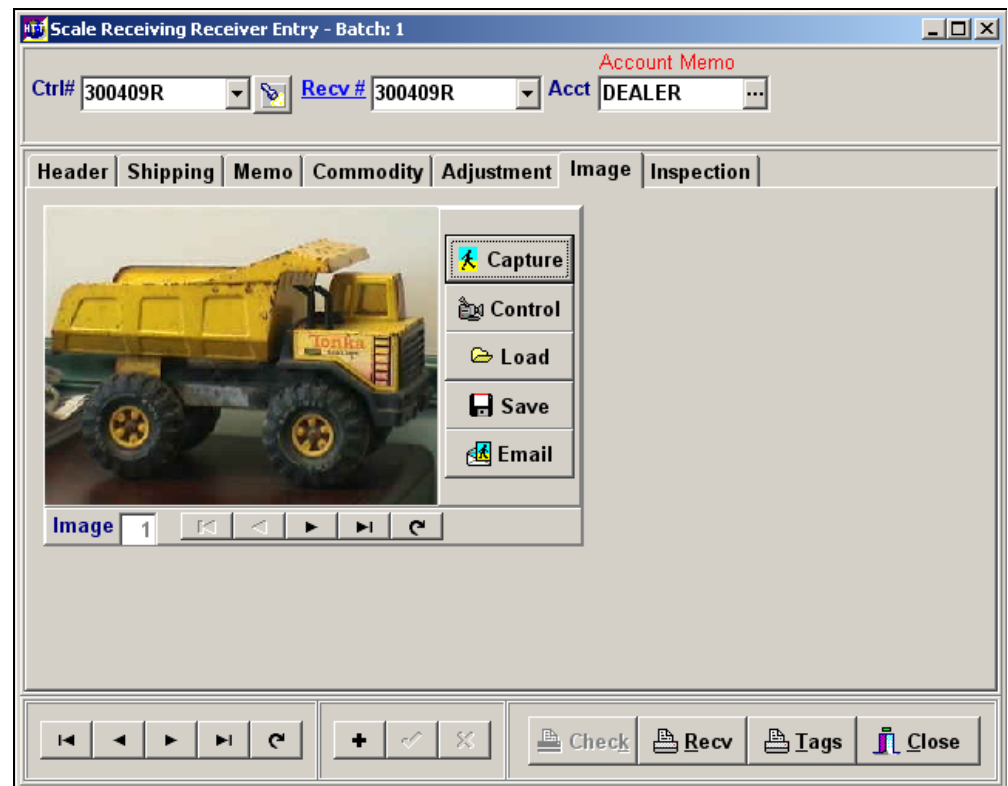 Scale Receiving Receiver Entry - Batch: 1
Account Memo
Ctrl# 300409R Recv # 300409R Acct DEALER ...
Header Shipping Memo Commodity Adjustment Image Inspection
Capture
Control
Tonka
Load
Save
Email
Image 1
Check Recv Tags Close